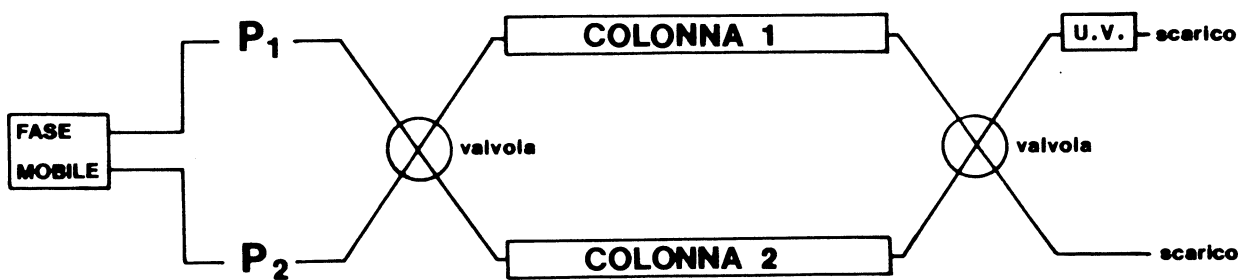 P1
COLONNA 1
U.V.
scarico
FASE
MOBILE
valvola
valvola
P2
COLONNA 2
scarico